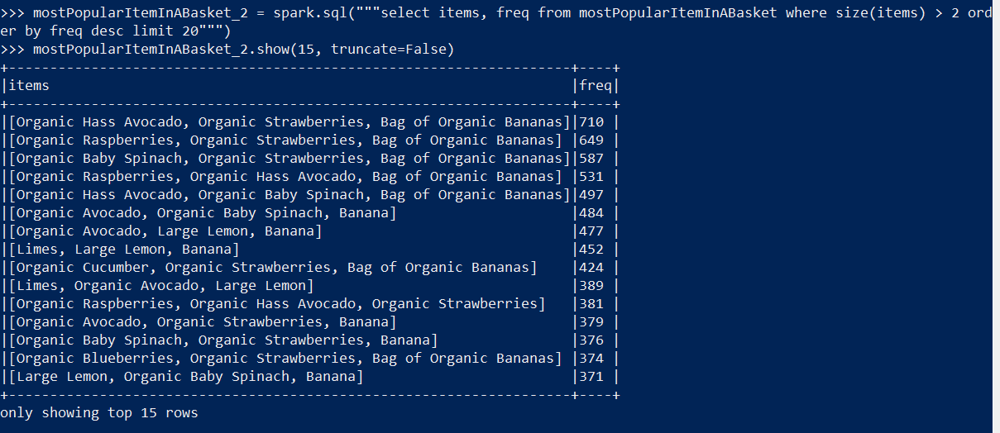 >>> mostPopularItemInABasket_2 = spark.sql("""select items, freq from mostPopularItemInABasket where size(items) > 2 ord
er by freq desc limit 20""")
>>> mostPopularItemInABasket_2.show(15, truncate=False)
+--------------------------------------------------------------------+----+
|items                                                               |freq|
+--------------------------------------------------------------------+----+
|[Organic Hass Avocado, Organic Strawberries, Bag of Organic Bananas]|710 |
|[Organic Raspberries, Organic Strawberries, Bag of Organic Bananas] |649 |
|[Organic Baby Spinach, Organic Strawberries, Bag of Organic Bananas]|587 |
|[Organic Raspberries, Organic Hass Avocado, Bag of Organic Bananas] |531 |
|[Organic Hass Avocado, Organic Baby Spinach, Bag of Organic Bananas]|497 |
|[Organic Avocado, Organic Baby Spinach, Banana]                     |484 |
|[Organic Avocado, Large Lemon, Banana]                              |477 |
|[Limes, Large Lemon, Banana]                                        |452 |
|[Organic Cucumber, Organic Strawberries, Bag of Organic Bananas]    |424 |
|[Limes, Organic Avocado, Large Lemon]                               |389 |
|[Organic Raspberries, Organic Hass Avocado, Organic Strawberries]   |381 |
|[Organic Avocado, Organic Strawberries, Banana]                     |379 |
|[Organic Baby Spinach, Organic Strawberries, Banana]                |376 |
|[Organic Blueberries, Organic Strawberries, Bag of Organic Bananas] |374 |
|[Large Lemon, Organic Baby Spinach, Banana]                         |371 |
+--------------------------------------------------------------------+----+
only showing top 15 rows